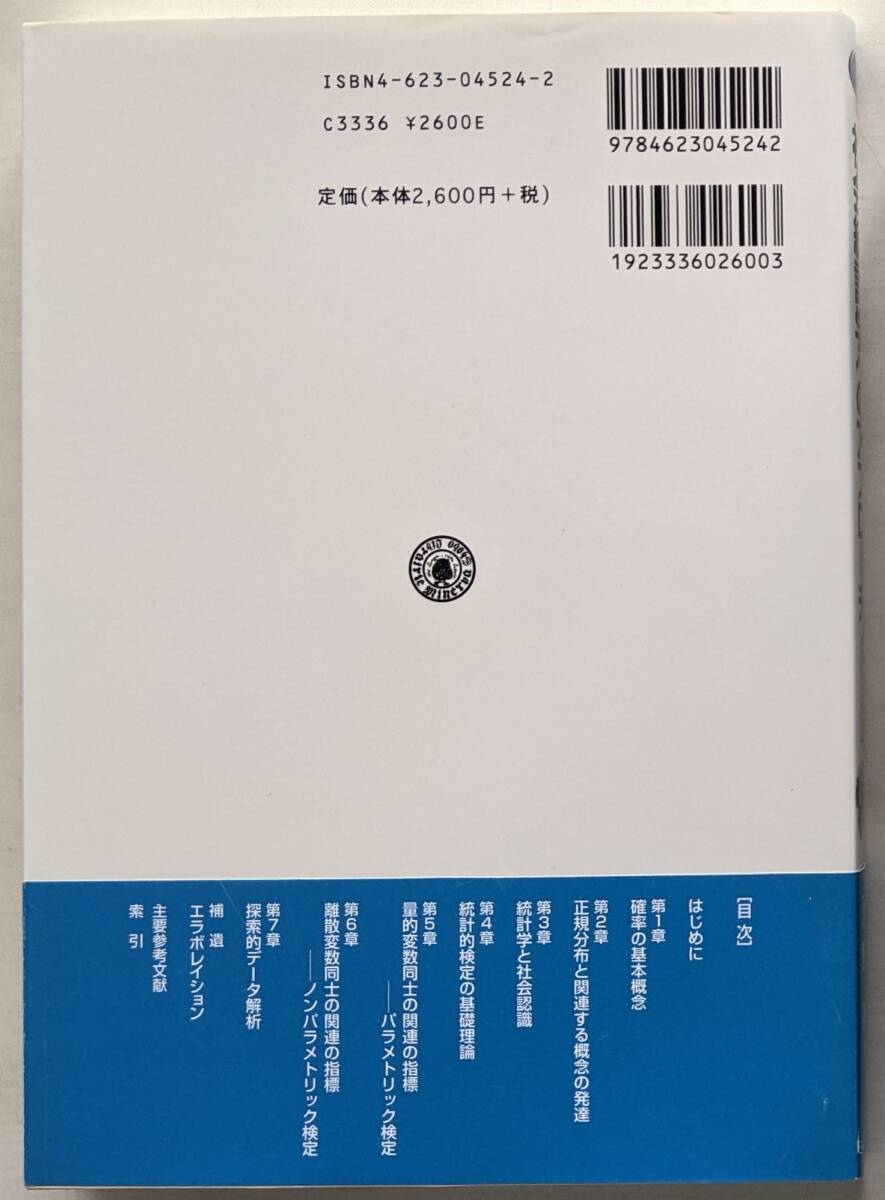 ISBN4-623-04524-2
C3336 ¥2600E
定価(本体2,600円+税)
9784623045242
1923336026003
[目 次]
はじめに
第1章
確率の基本概念
第2章
正規分布と関連する概念の発達
第3章
統計学と社会認識
第4章
統計的検定の基礎理論
第5章
量的変数同士の関連の指標
——パラメトリック検定
第6章
離散変数同士の関連の指標
——ノンパラメトリック検定
第7章
探索的データ解析
補 遺
エラボレイション
主要参考文献
索 引